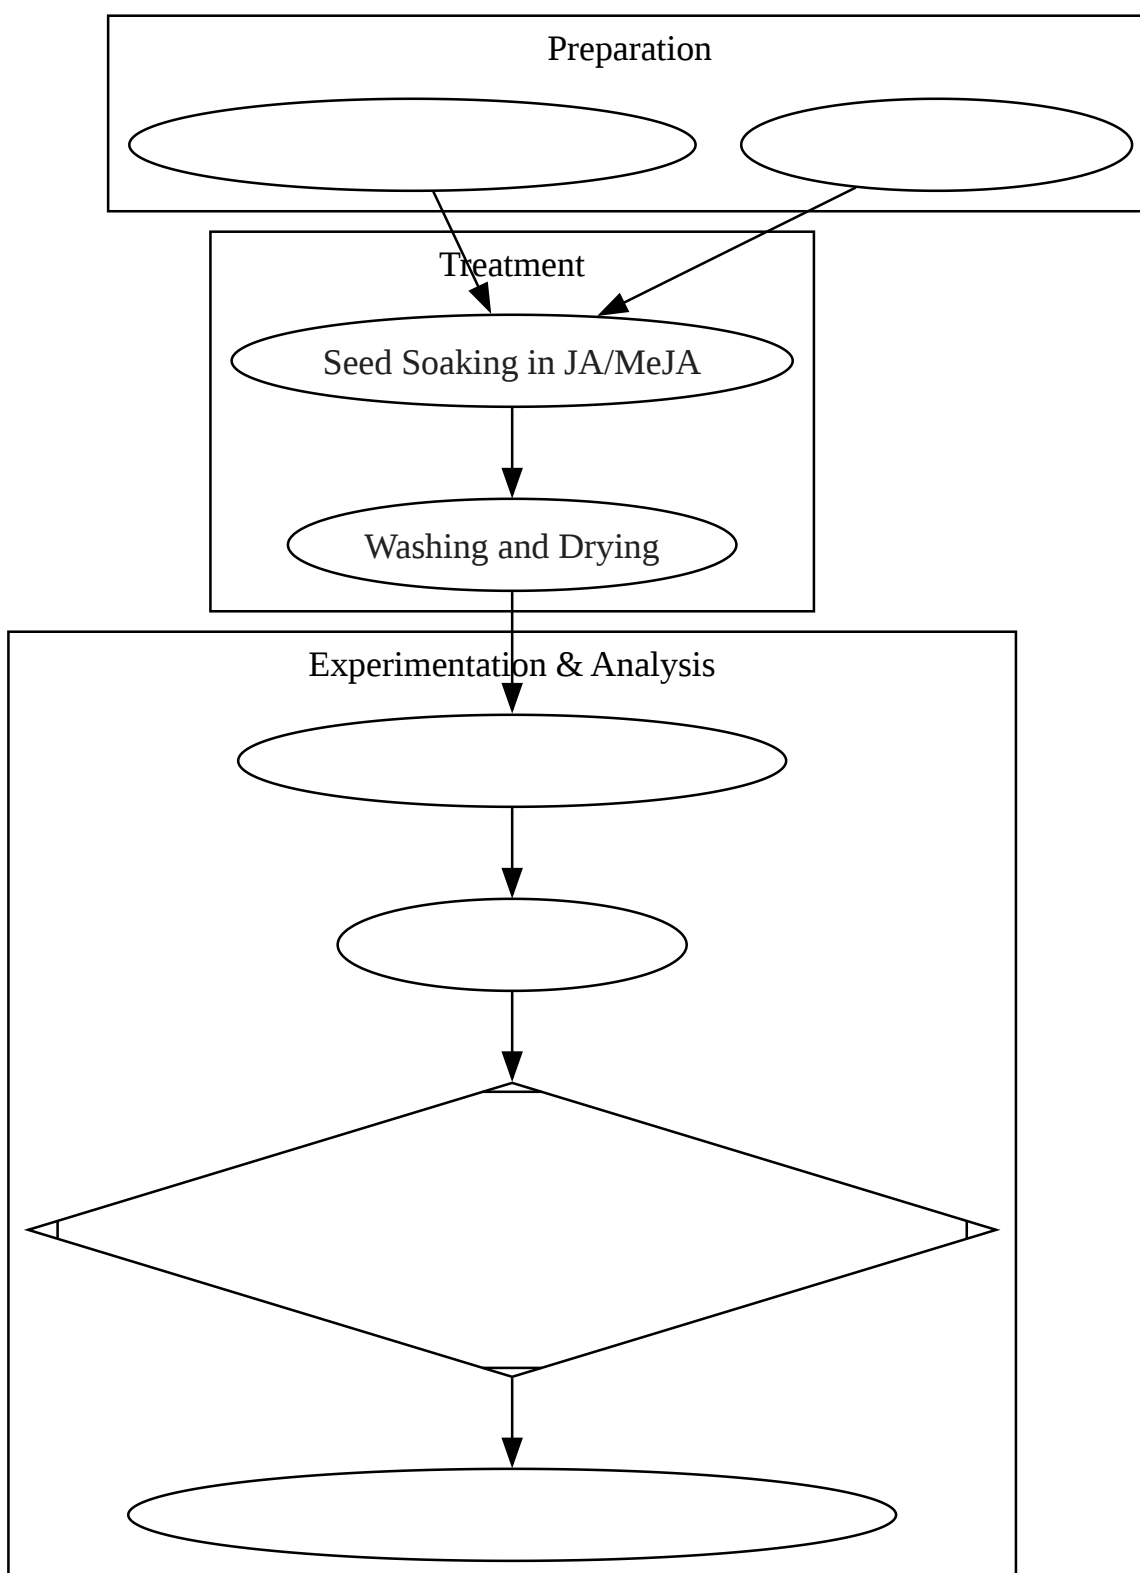 Preparation
Treatment
Seed Soaking in JA/MeJA
Washing and Drying
Experimentation & Analysis